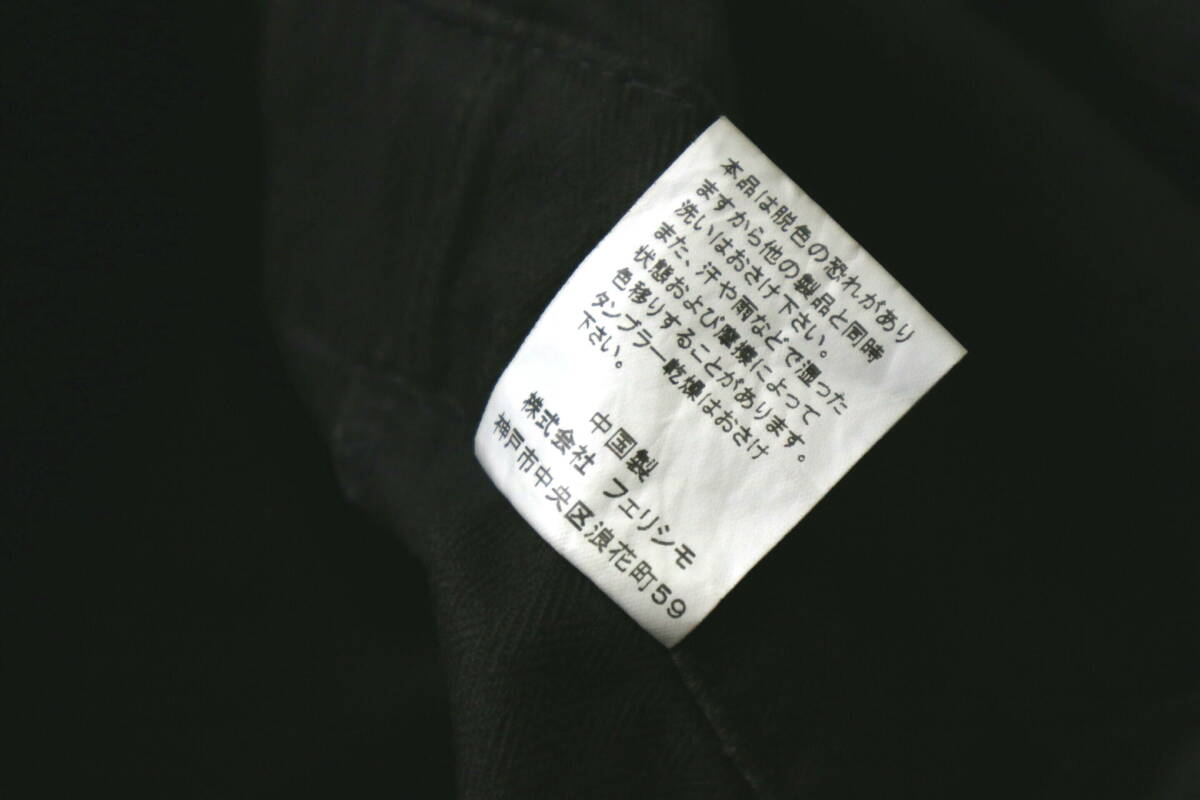 本品は脱色の恐れがあり
ますから他の製品と同時
洗いはおさけ下さい。
また、汗や雨などで湿った
状態および摩擦によって
色移りすることがあります。
タンブラー乾燥はおさけ
下さい。
中国製
株式会社 フェリシモ
神戸市中央区浪花町59